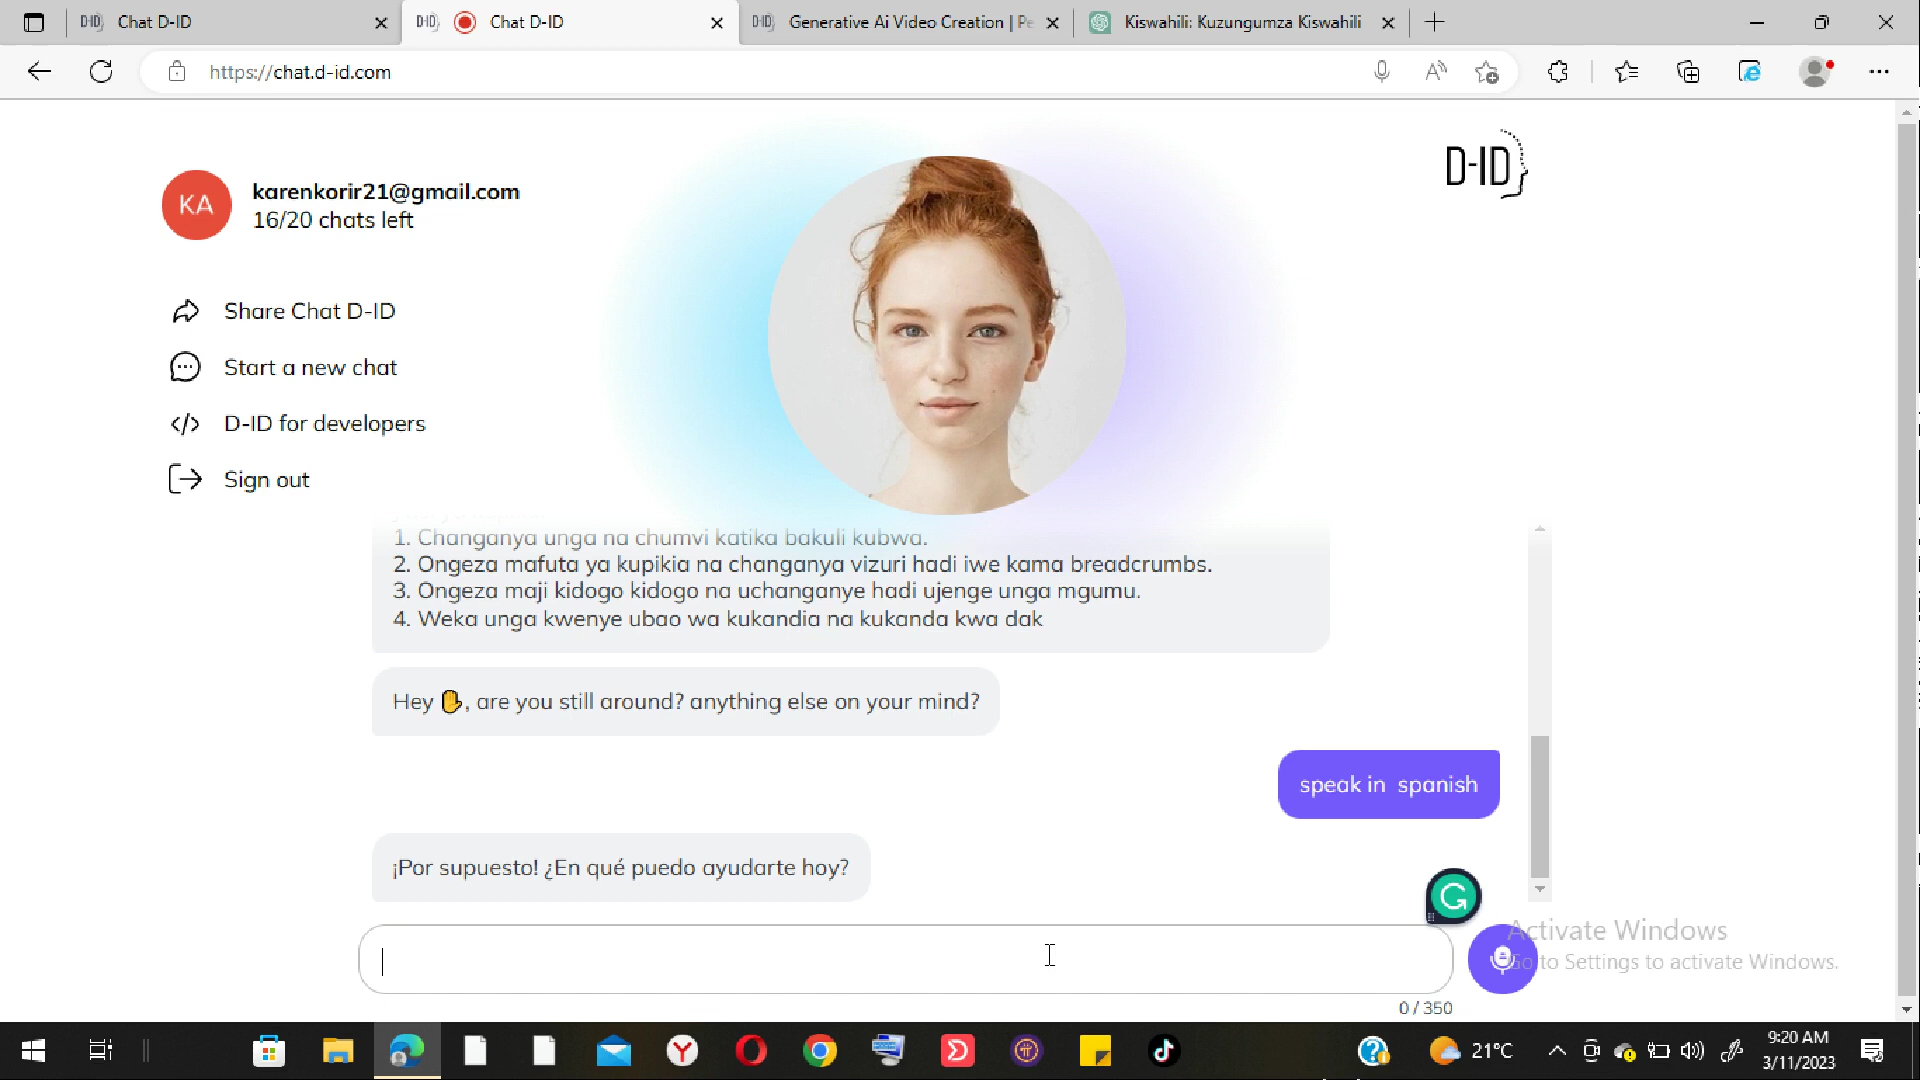 Chat D-ID
Chat D-ID
Generative Ai Video Creation | Pe
Kiswahili: Kuzungumza Kiswahili
https://chat.d-id.com
D-ID
KA
karenkorir21@gmail.com
16/20 chats left
Share Chat D-ID
Start a new chat
D-ID for developers
Sign out
1. Changanya unga na chumvi katika bakuli kubwa.
2. Ongeza mafuta ya kupikia na changanya vizuri hadi iwe kama breadcrumbs.
3. Ongeza maji kidogo kidogo na uchanganye hadi ujenge unga mgumu.
4. Weka unga kwenye ubao wa kukandia na kukanda kwa dak
Hey ✋, are you still around? anything else on your mind?
speak in spanish
¡Por supuesto! ¿En qué puedo ayudarte hoy?
Activate Windows
Go to Settings to activate Windows.
0 / 350
21°C
9:20 AM
3/11/2023